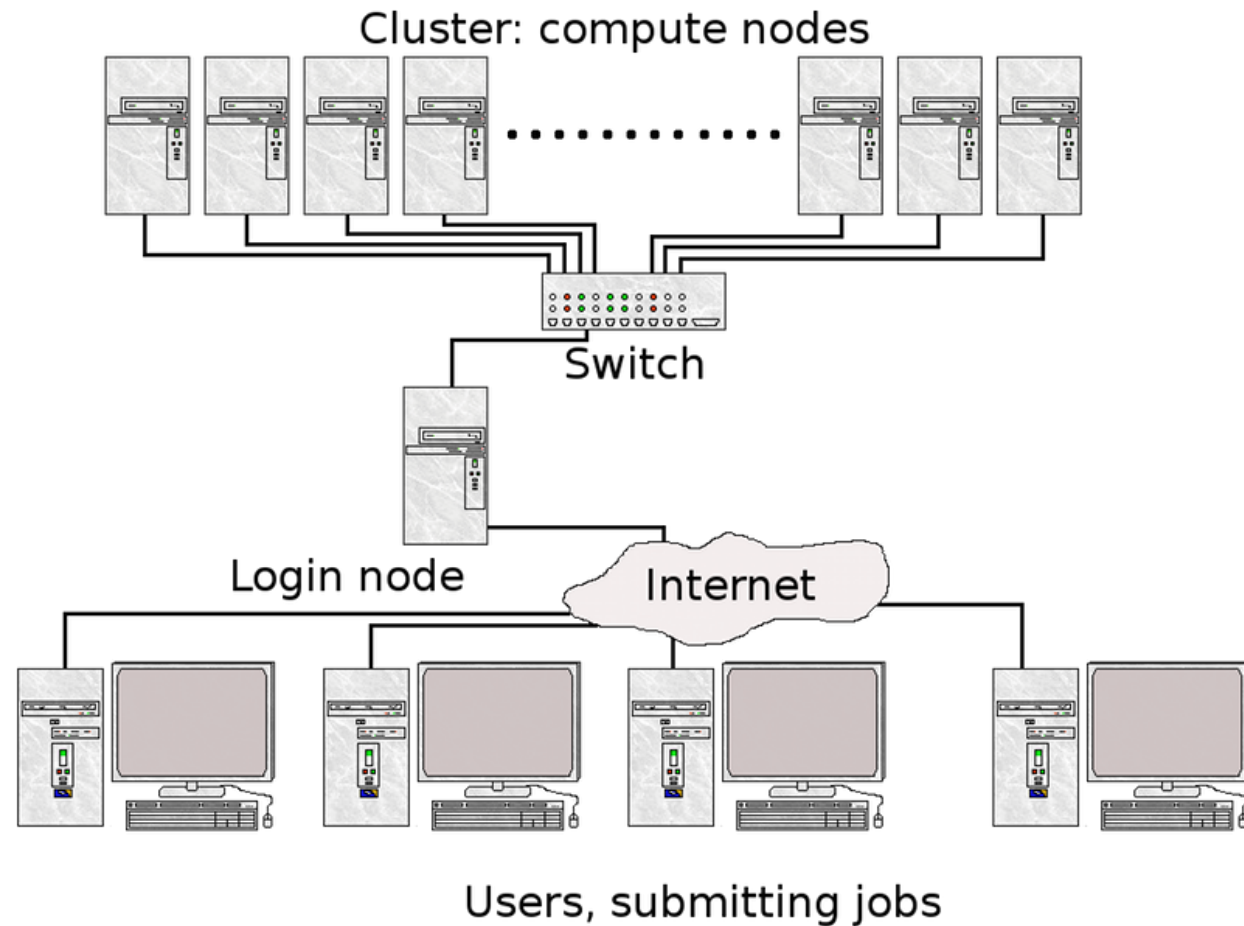 Cluster: compute nodes
Switch
Login node
Internet
Users, submitting jobs